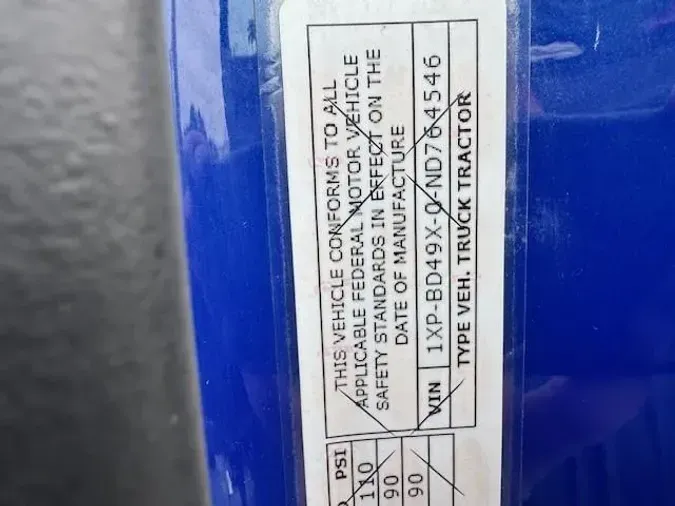 THIS VEHICLE CONFORMS TO ALL
APPLICABLE FEDERAL MOTOR VEHICLE
SAFETY STANDARDS IN EFFECT ON THE
DATE OF MANUFACTURE
VIN 1XP-BD49X-0-ND764546
TYPE VEH. TRUCK TRACTOR
PSI
110
90
90